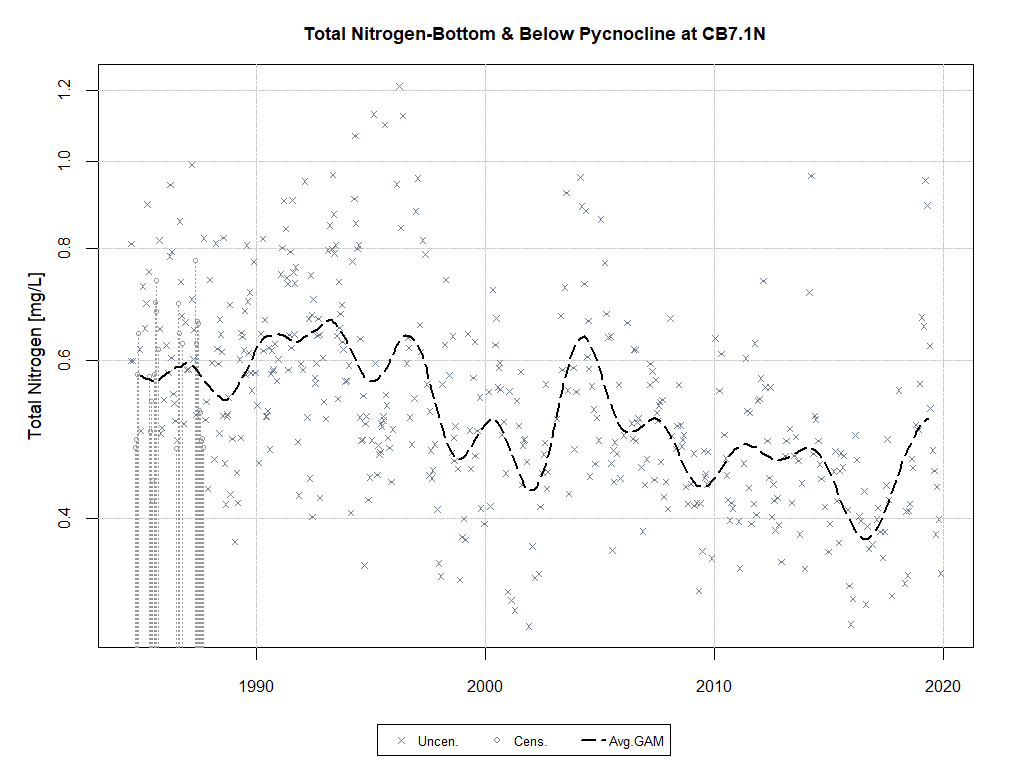 Total Nitrogen-Bottom & Below Pycnocline at CB7.1N
Total Nitrogen [mg/L]
1.2
1.0
0.8
0.6
0.4
1990 2000 2010 2020
Uncen. Cens. Avg.GAM